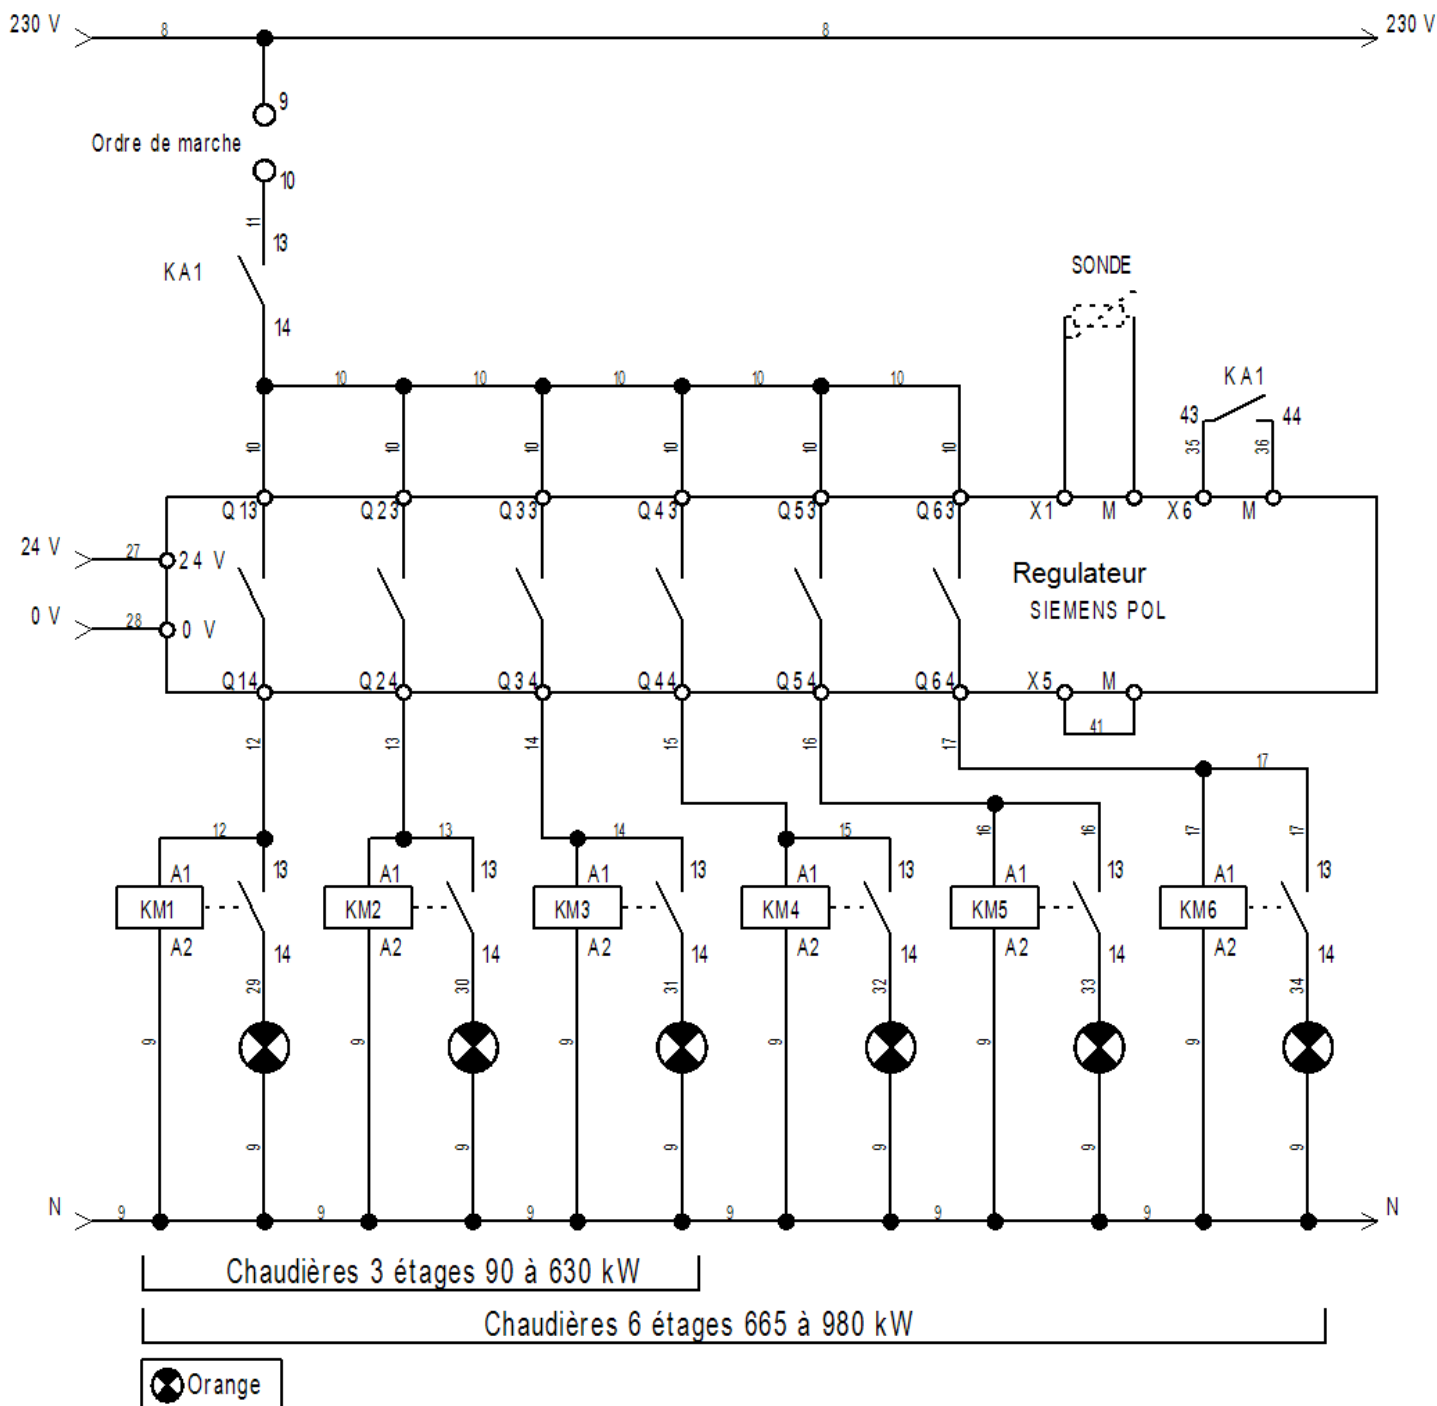 230 V 8 8 230 V
9
Ordre de marche
10
11
13
KA1
14
SONDE
10 10 10 10 10
KA1
43 44
10 10 10 10 10 10 35 36
Q13 Q23 Q33 Q43 Q53 Q63 X1 M X6 M
24 V 27 24 V
Regulateur
SIEMENS POL
0 V 28 0 V
Q14 Q24 Q34 Q44 Q54 Q64 X5 M
41
12 13 14 15 16 17
17
12 13 14 15 16 16 17 17
A1 13 A1 13 A1 13 A1 13 A1 13 A1 13
KM1 KM2 KM3 KM4 KM5 KM6
A2 14 A2 14 A2 14 A2 14 A2 14 A2 14
29 30 31 32 33 34
9 9 9 9 9 9
9 9 9 9 9 9
N 9 9 9 9 9 9 N
Chaudières 3 étages 90 à 630 kW
Chaudières 6 étages 665 à 980 kW
Orange